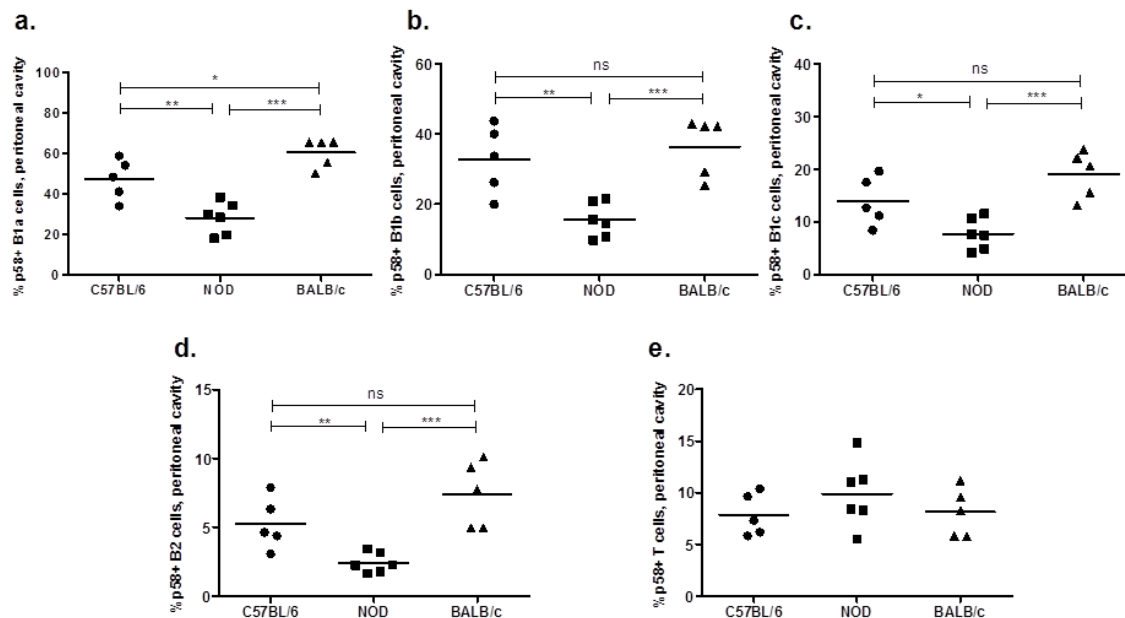 a.
% p58+ B1a cells, peritoneal cavity
100
80
60
40
20
0
*
**
***
C57BL/6 NOD BALB/c
b.
% p58+ B1b cells, peritoneal cavity
60
40
20
0
ns
**
***
C57BL/6 NOD BALB/c
c.
% p58+ B1c cells, peritoneal cavity
40
30
20
10
0
ns
*
***
C57BL/6 NOD BALB/c
d.
% p58+ B2 cells, peritoneal cavity
15
10
5
0
ns
**
***
C57BL/6 NOD BALB/c
e.
% p58+ T cells, peritoneal cavity
20
15
10
5
0
C57BL/6 NOD BALB/c